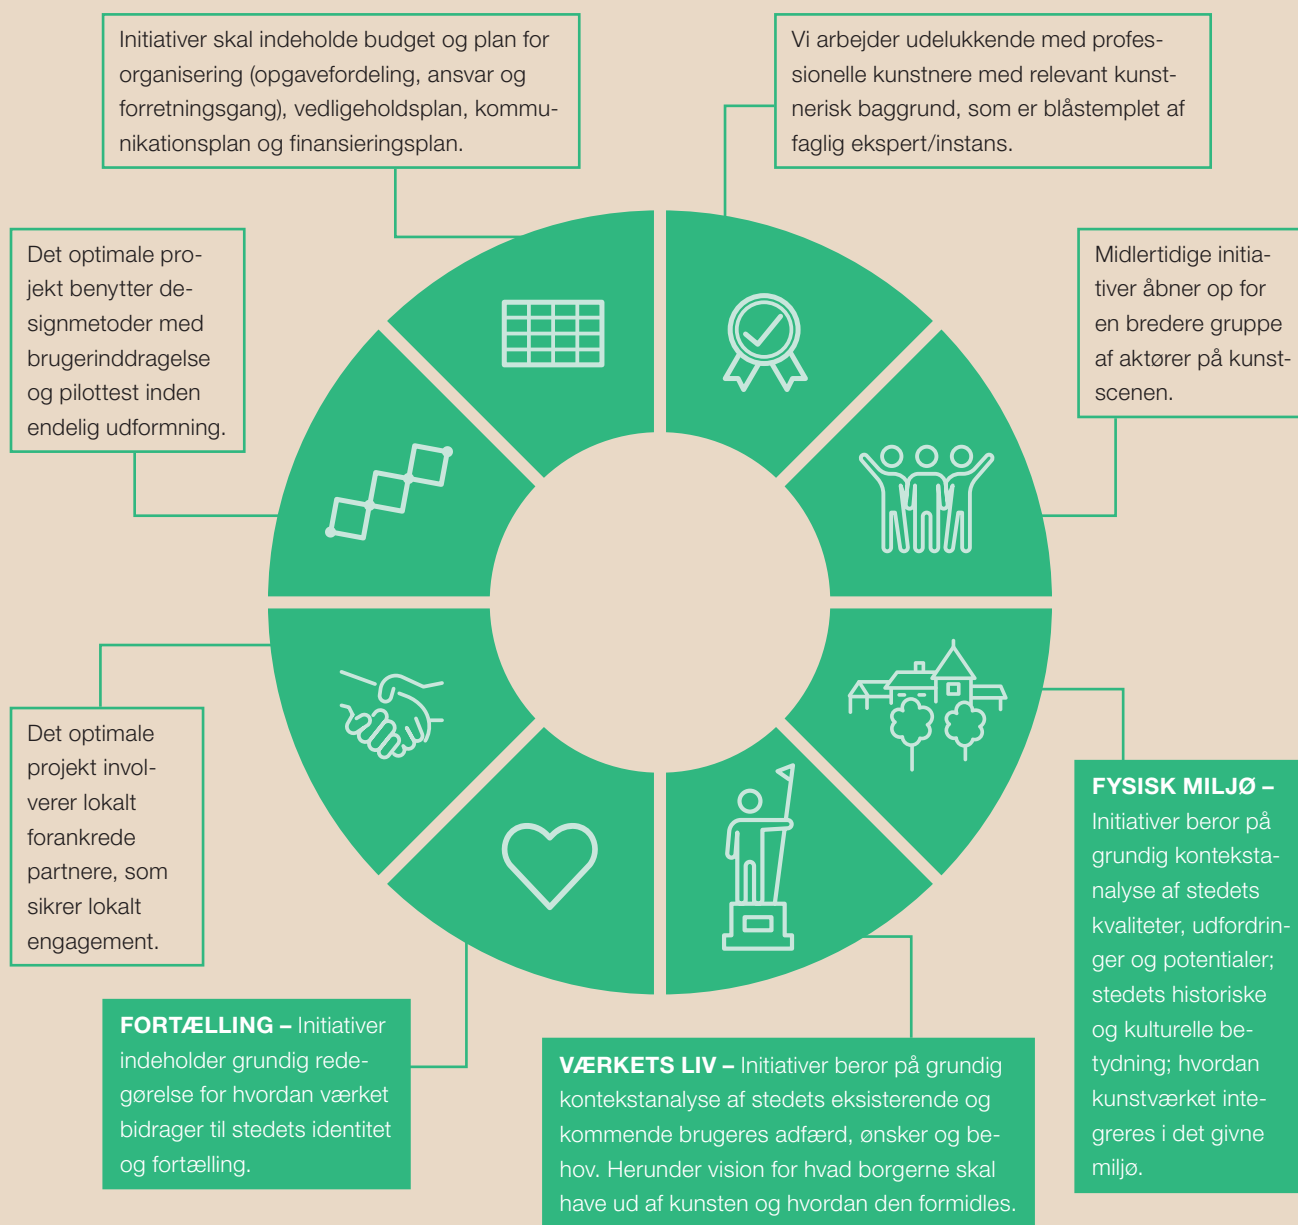 Initiativer skal indeholde budget og plan for
organisering (opgavefordeling, ansvar og
forretningsgang), vedligeholdsplan, kommu-
nikationsplan og finansieringsplan.
Vi arbejder udelukkende med profes-
sionelle kunstnere med relevant kunst-
nerisk baggrund, som er blåstemplet af
faglig ekspert/instans.
Det optimale pro-
jekt benytter de-
signmetoder med
brugerinddragelse
og pilottest inden
endelig udformning.
Midlertidige initia-
tiver åbner op for
en bredere gruppe
af aktører på kunst-
scenen.
Det optimale
projekt invol-
verer lokalt
forankrede
partnere, som
sikrer lokalt
engagement.
FYSISK MILJØ –
Initiativer beror på
grundig konteksta-
nalyse af stedets
kvaliteter, udfordrin-
ger og potentialer;
stedets historiske
og kulturelle be-
tydning; hvordan
kunstværket inte-
greres i det givne
miljø.
FORTÆLLING – Initiativer
indeholder grundig rede-
gørelse for hvordan værket
bidrager til stedets identitet
og fortælling.
VÆRKETS LIV – Initiativer beror på grundig
kontekstanalyse af stedets eksisterende og
kommende brugeres adfærd, ønsker og be-
hov. Herunder vision for hvad borgerne skal
have ud af kunsten og hvordan den formidles.